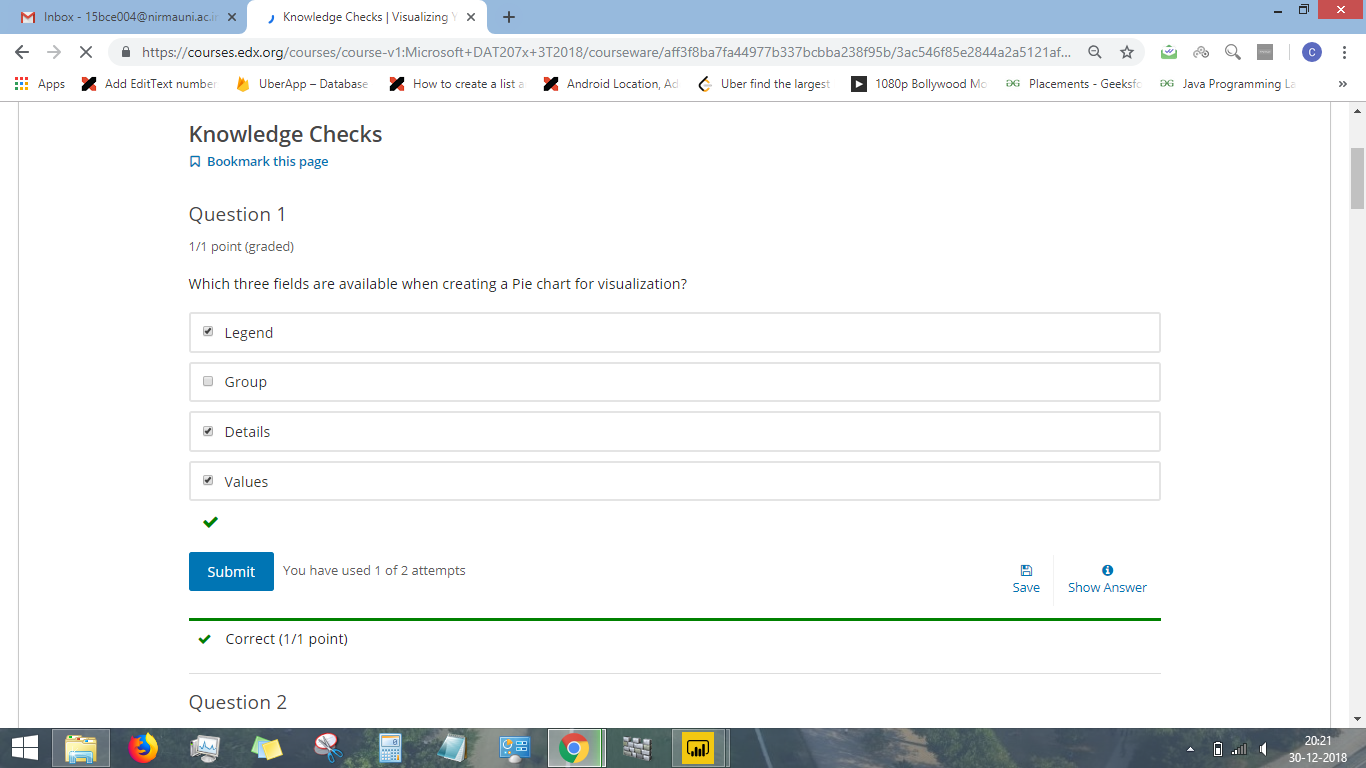 Inbox - 15bce004@nirmauni.ac.i
Knowledge Checks | Visualizing Y
https://courses.edx.org/courses/course-v1:Microsoft+DAT207x+3T2018/courseware/aff3f8ba7fa44977b337bcbba238f95b/3ac546f85e2844a2a5121af...
C
Apps
Add EditText number
UberApp – Database
How to create a list a
Android Location, Ad
Uber find the largest
1080p Bollywood Mo
Placements - Geeksfo
Java Programming La
»
Knowledge Checks
Bookmark this page
Question 1
1/1 point (graded)
Which three fields are available when creating a Pie chart for visualization?
Legend
Group
Details
Values
Submit
You have used 1 of 2 attempts
Save
Show Answer
Correct (1/1 point)
Question 2
20:21
30-12-2018